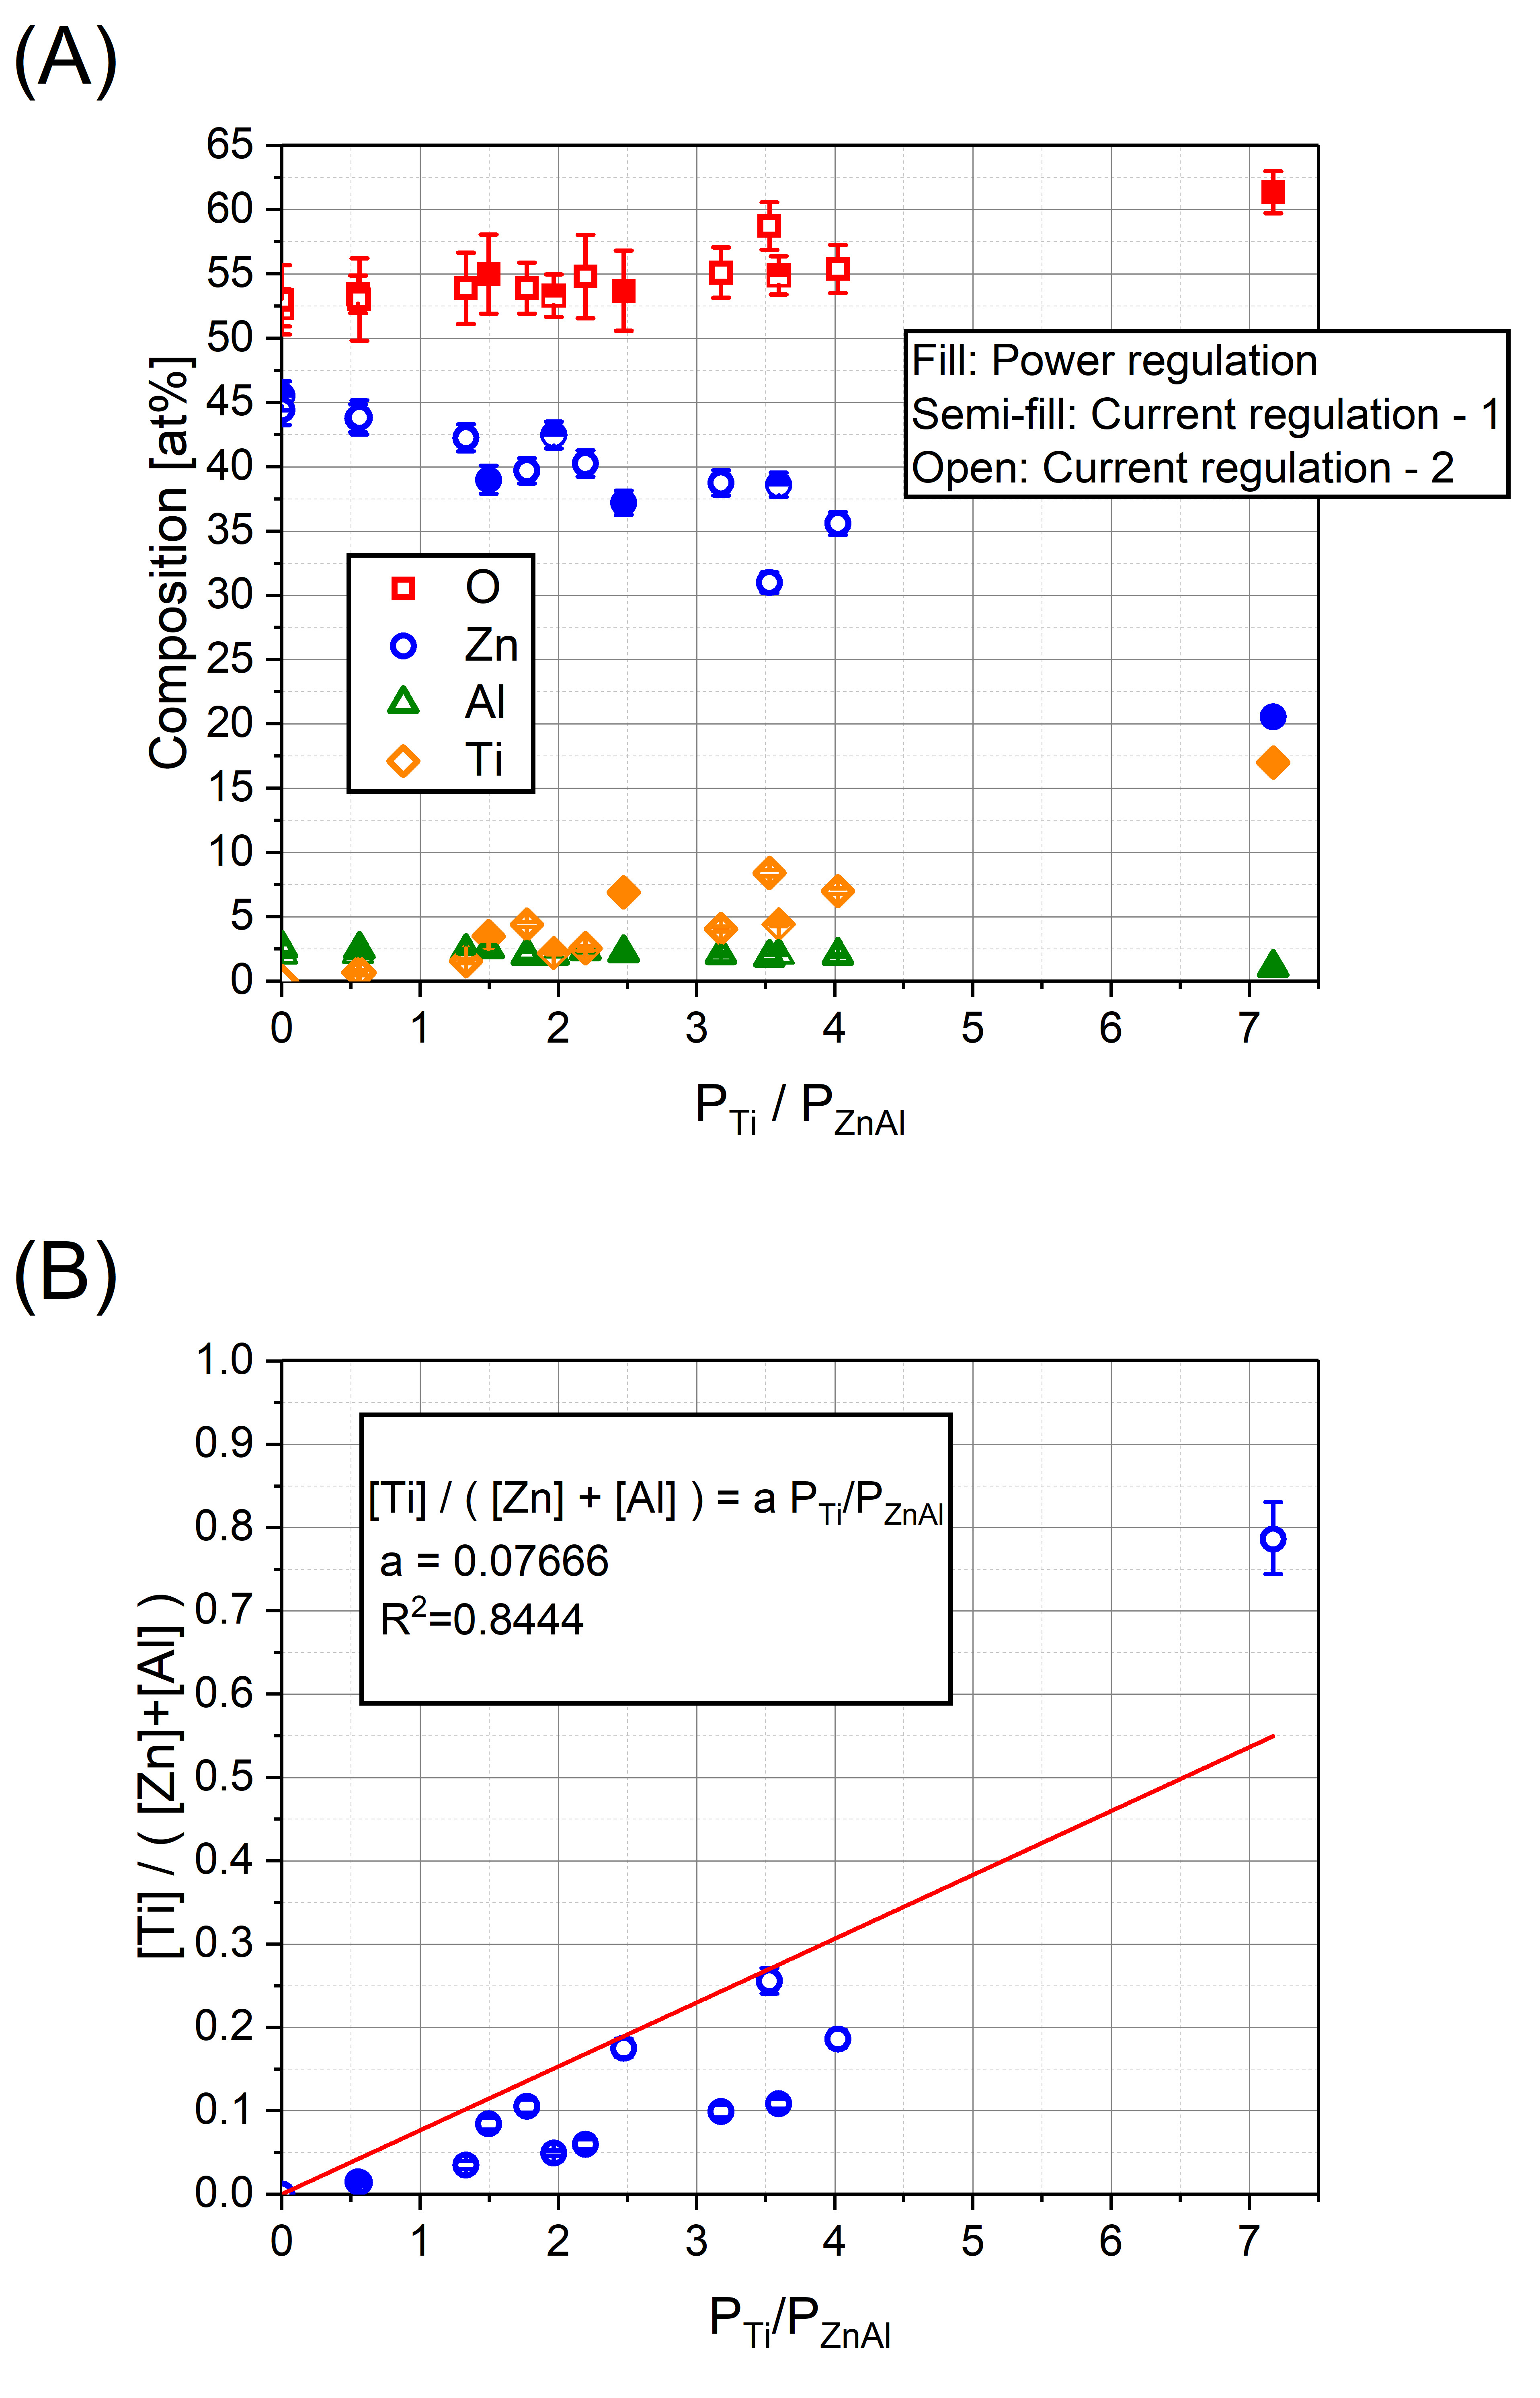 (A)
65
60
55
50
45
40
35
30
25
20
15
10
5
0
Composition [at%]
Fill: Power regulation
Semi-fill: Current regulation - 1
Open: Current regulation - 2
O
Zn
Al
Ti
0 1 2 3 4 5 6 7
P_Ti / P_ZnAl
(B)
1.0
0.9
0.8
0.7
0.6
0.5
0.4
0.3
0.2
0.1
0.0
[Ti] / ( [Zn]+[Al] )
[Ti] / ( [Zn] + [Al] ) = a P_Ti/P_ZnAl
a = 0.07666
R²=0.8444
0 1 2 3 4 5 6 7
P_Ti/P_ZnAl